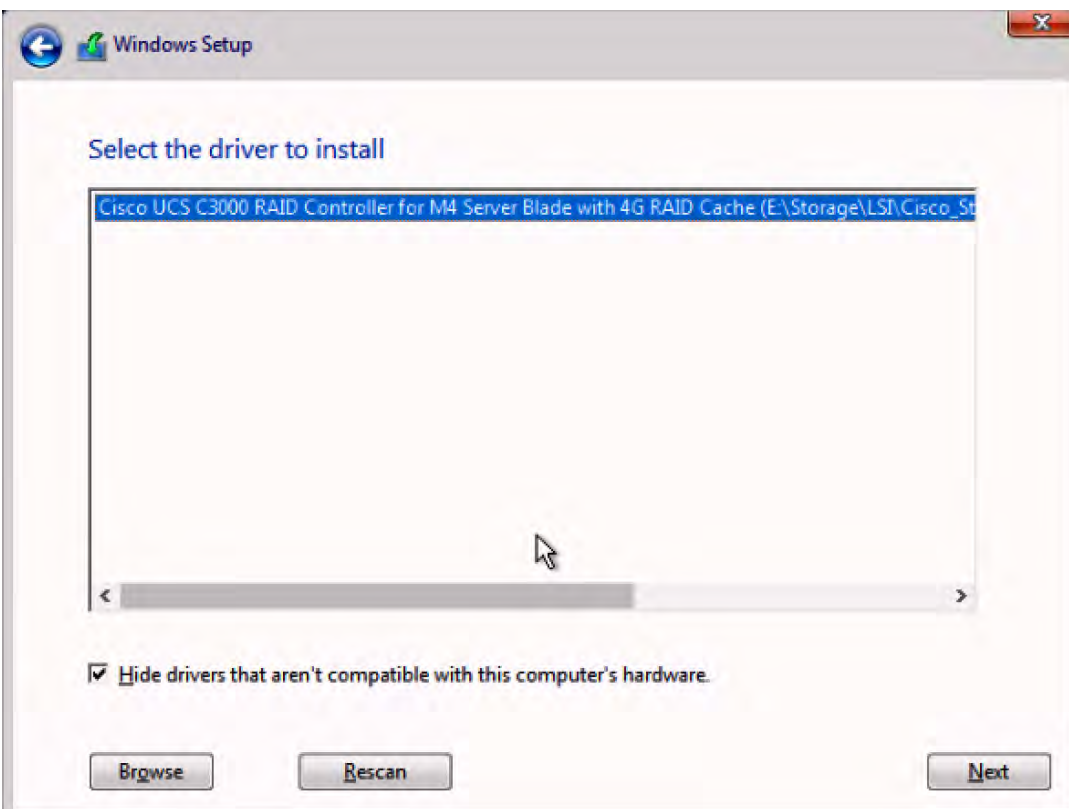 Windows Setup
Select the driver to install
Cisco UCS C3000 RAID Controller for M4 Server Blade with 4G RAID Cache (E:\Storage\LSI\Cisco_St
Hide drivers that aren't compatible with this computer's hardware.
Browse Rescan Next